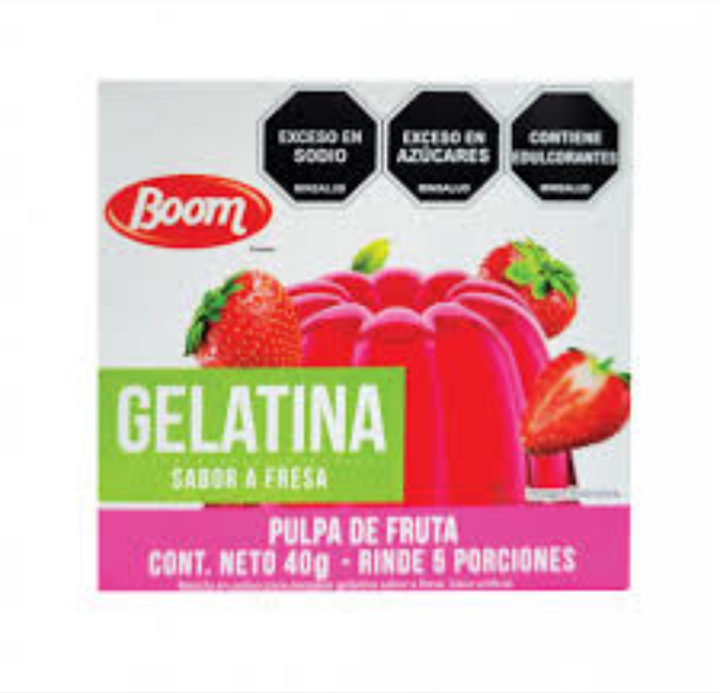 EXCESO EN
SODIO
MINSALUD
EXCESO EN
AZÚCARES
MINSALUD
CONTIENE
EDULCORANTES
MINSALUD
Boom
GELATINA
SABOR A FRESA
PULPA DE FRUTA
CONT. NETO 40g - RINDE 5 PORCIONES